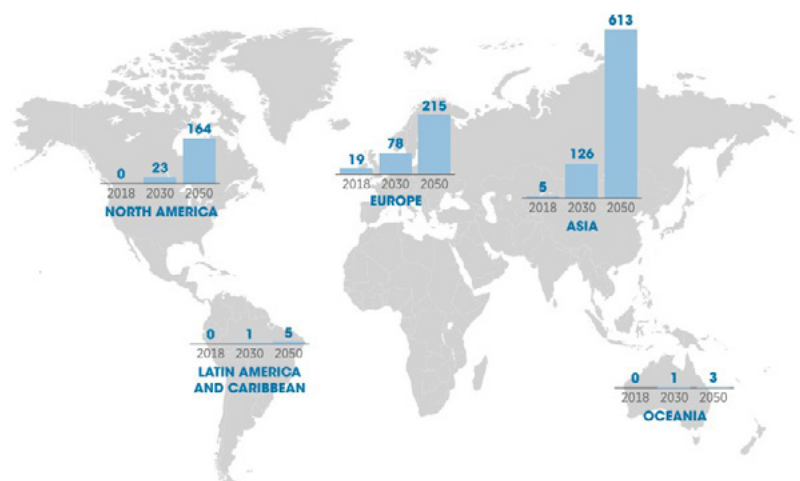 613
215
164
126
78
23
19
0
5
2018 2030 2050
NORTH AMERICA
2018 2030 2050
EUROPE
2018 2030 2050
ASIA
0 1 5
2018 2030 2050
LATIN AMERICA
AND CARIBBEAN
0 1 3
2018 2030 2050
OCEANIA